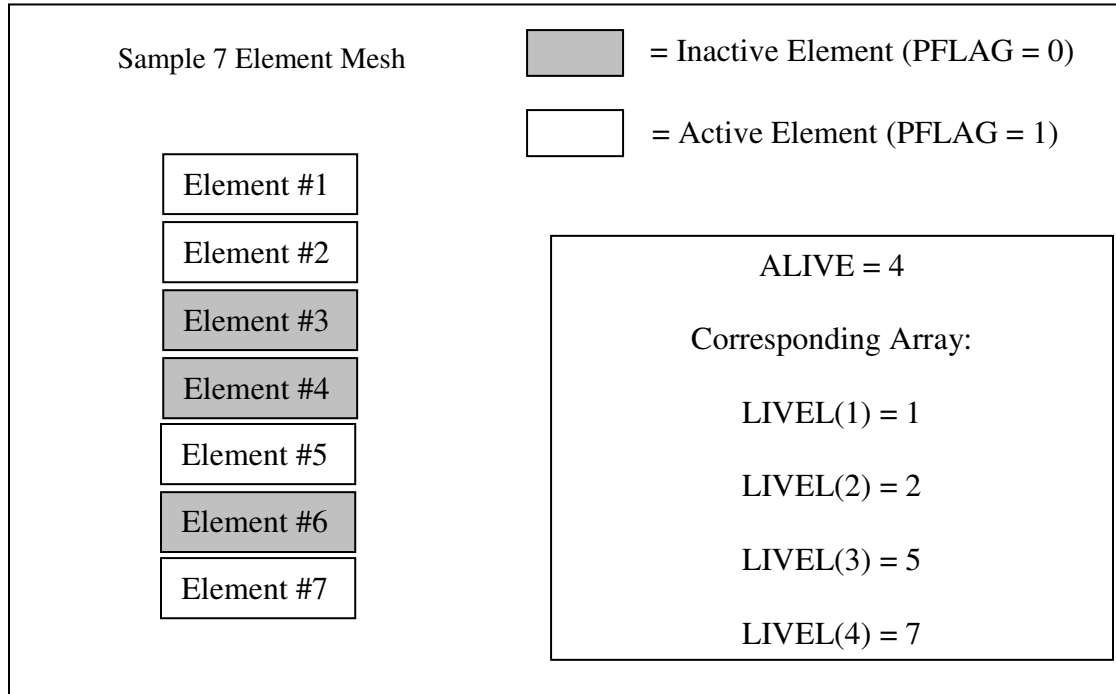 Sample 7 Element Mesh
= Inactive Element (PFLAG = 0)
= Active Element (PFLAG = 1)
Element #1
Element #2
Element #3
Element #4
Element #5
Element #6
Element #7
ALIVE = 4
Corresponding Array:
LIVEL(1) = 1
LIVEL(2) = 2
LIVEL(3) = 5
LIVEL(4) = 7